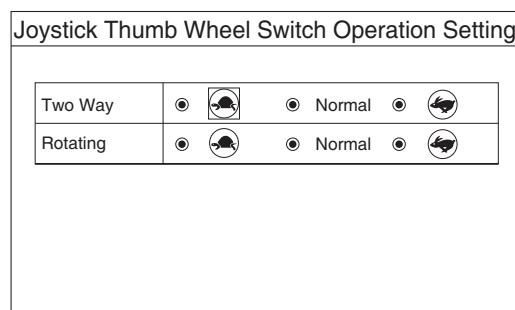 Joystick Thumb Wheel Switch Operation Setting
Two Way Normal
Rotating Normal